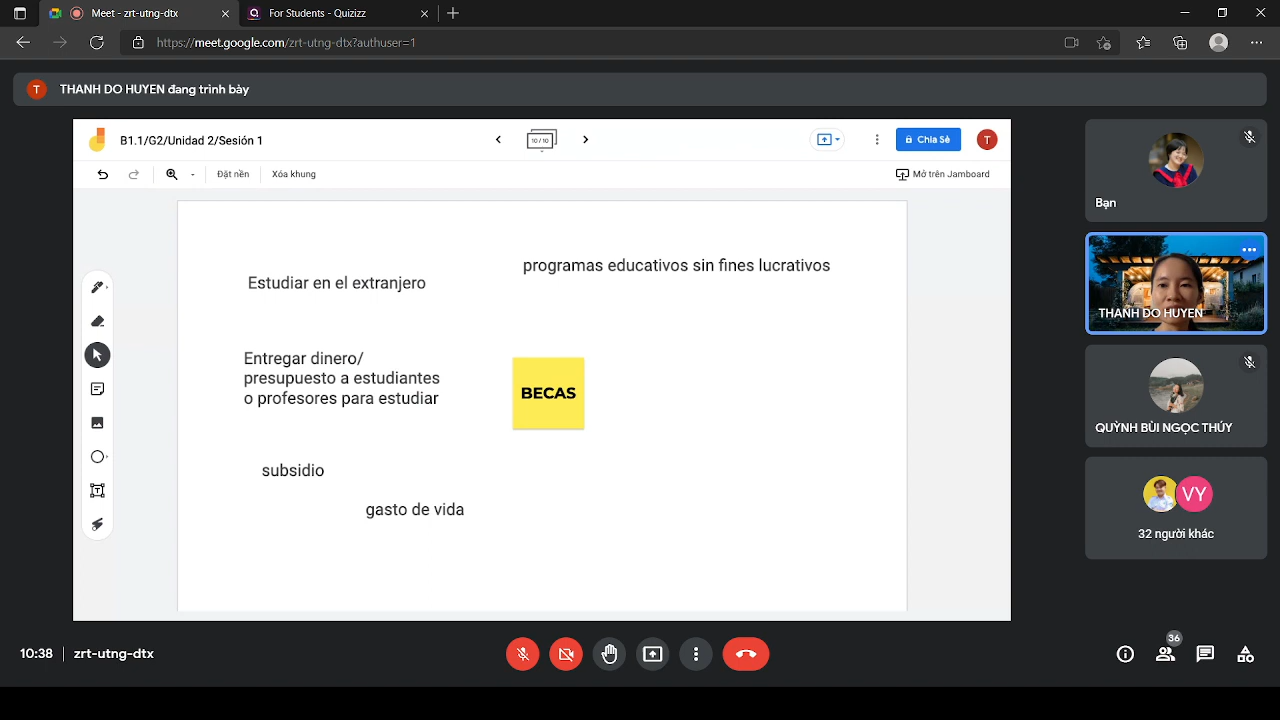 Meet - zrt-utng-dtx
For Students - Quizizz
https://meet.google.com/zrt-utng-dtx?authuser=1
T
THANH DO HUYEN đang trình bày
B1.1/G2/Unidad 2/Sesión 1
10 / 10
Chia Sẻ
T
Đặt nền
Xóa khung
Mở trên Jamboard
programas educativos sin fines lucrativos
Estudiar en el extranjero
Entregar dinero/
presupuesto a estudiantes
o profesores para estudiar
BECAS
subsidio
gasto de vida
Bạn
THANH DO HUYEN
QUỲNH BÙI NGỌC THÚY
VY
32 người khác
10:38
zrt-utng-dtx
36